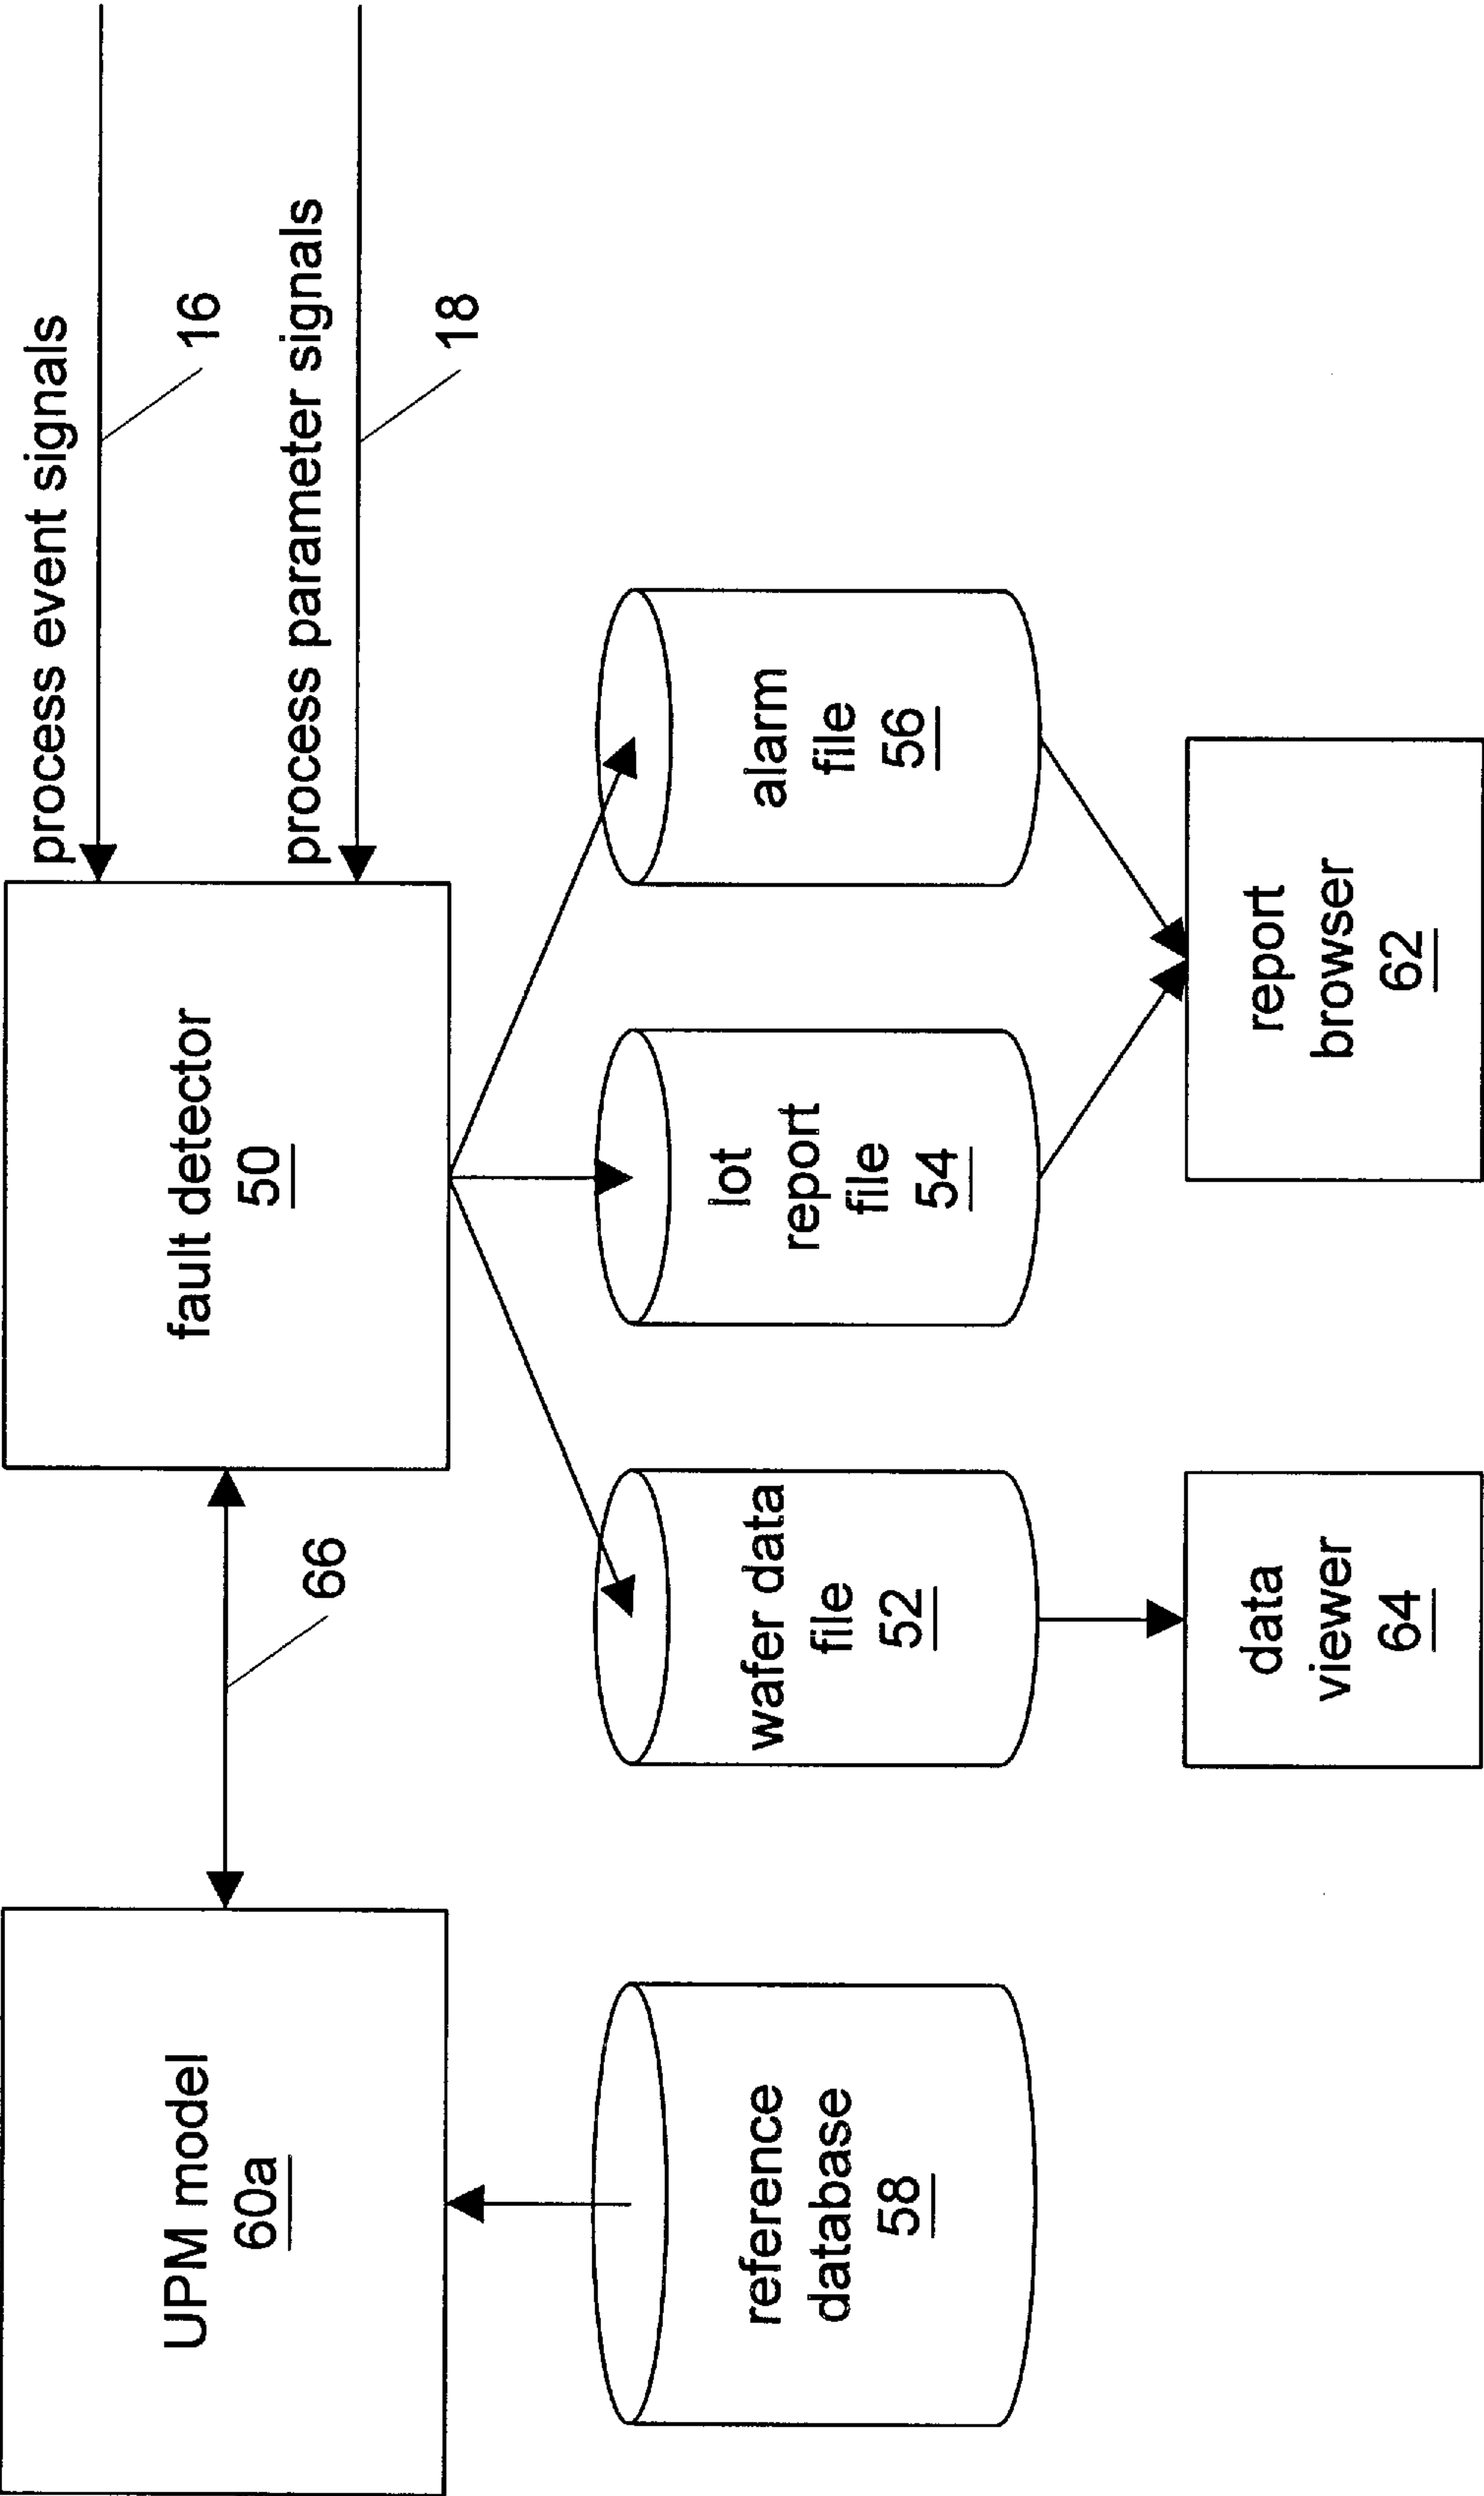 process event signals
16
process parameter signals
18
UPM model
60a
66
fault detector
50
reference
database
58
wafer data
file
52
lot
report
file
54
alarm
file
56
data
viewer
64
report
browser
62